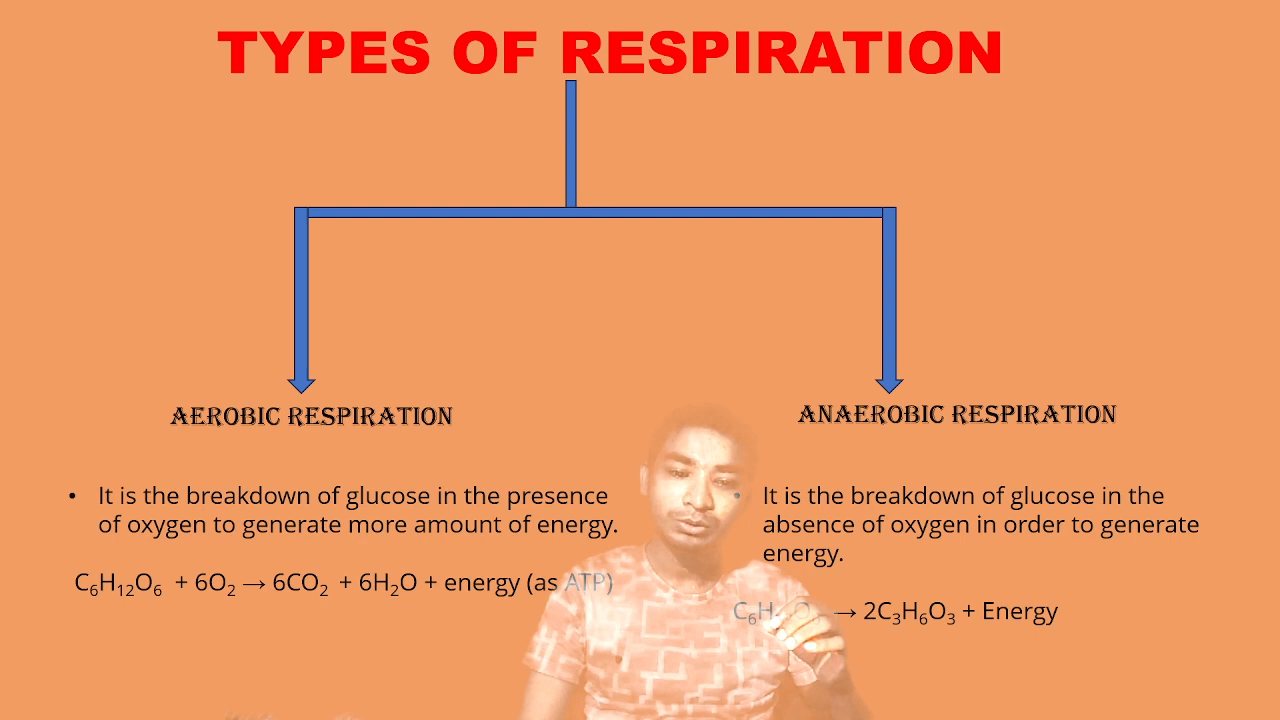 TYPES OF RESPIRATION
AEROBIC RESPIRATION
• It is the breakdown of glucose in the presence
of oxygen to generate more amount of energy.
C₆H₁₂O₆ + 6O₂ → 6CO₂ + 6H₂O + energy (as ATP)
ANAEROBIC RESPIRATION
• It is the breakdown of glucose in the
absence of oxygen in order to generate
energy.
→ 2C₃H₆O₃ + Energy